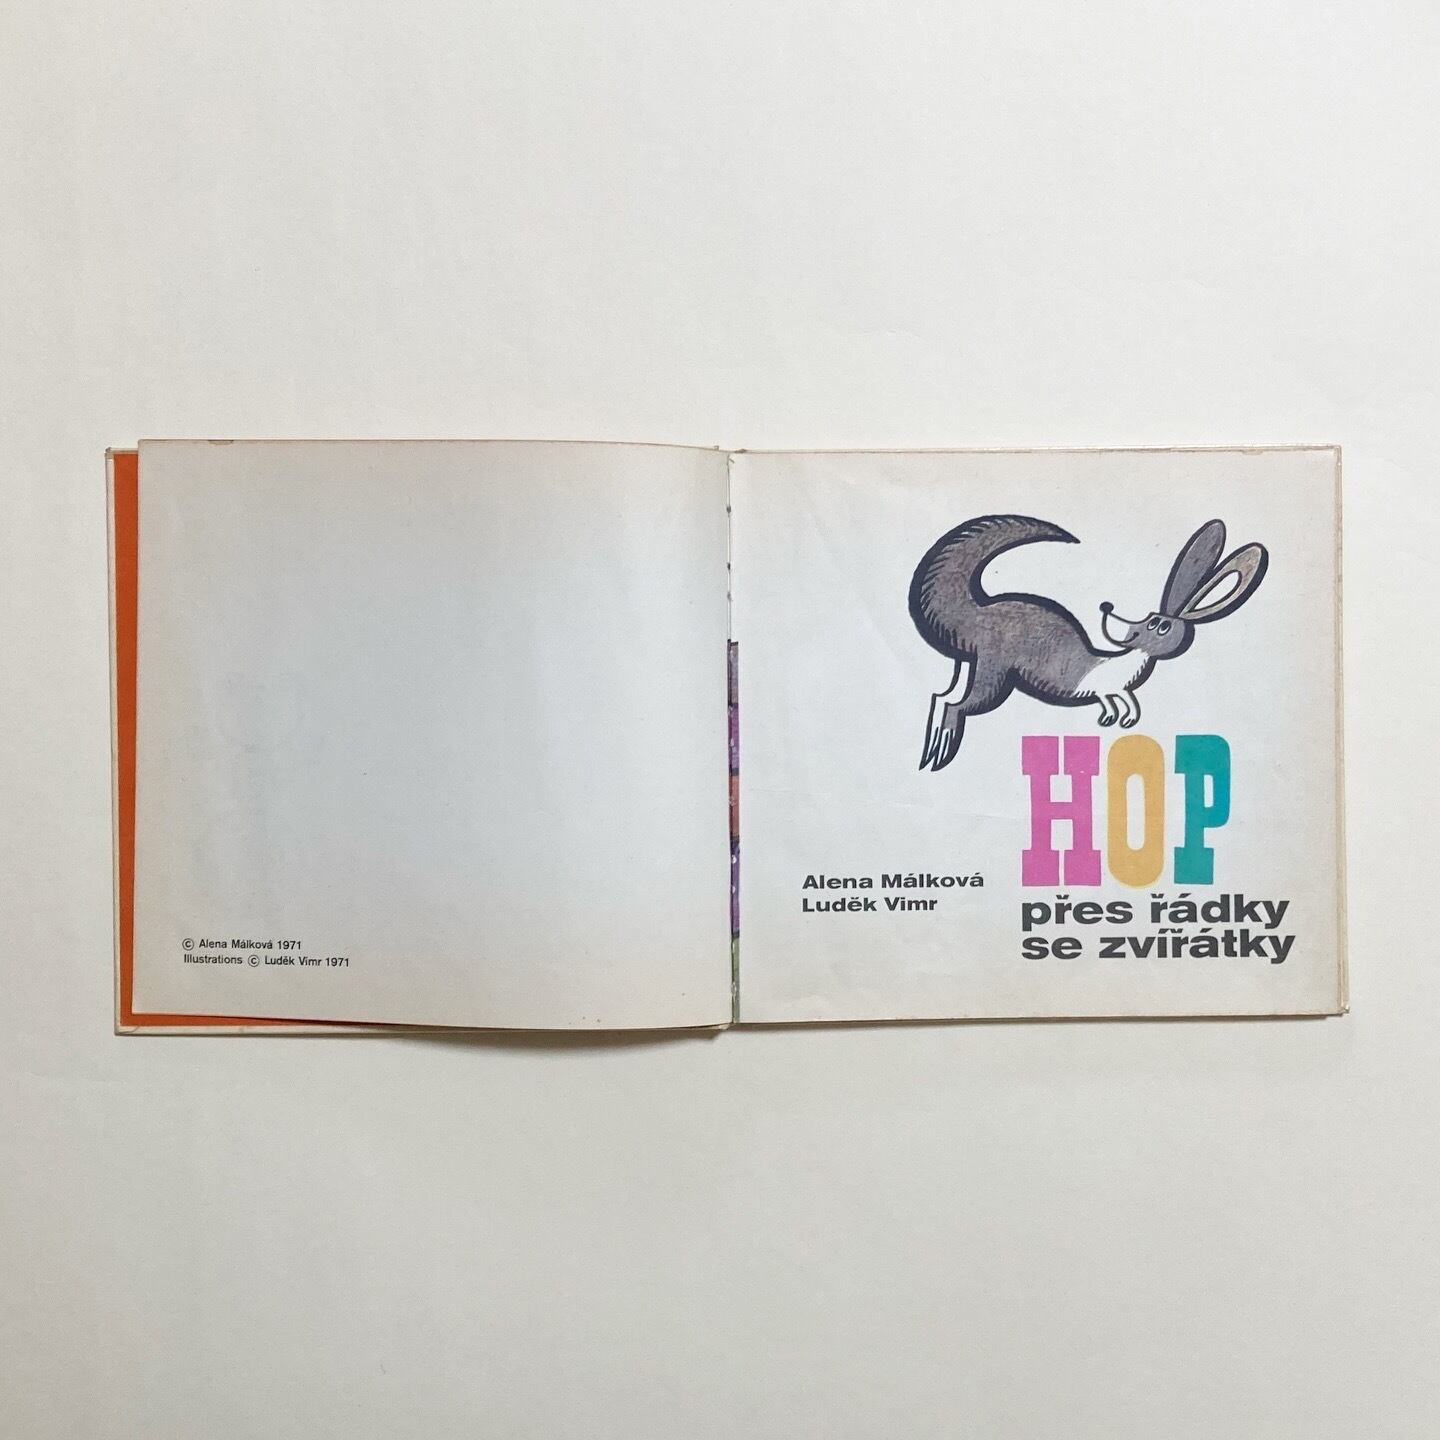 © Alena Málková 1971
Illustrations © Luděk Vimr 1971
Alena Málková
Luděk Vimr
HOP
přes řádky
se zvířátky